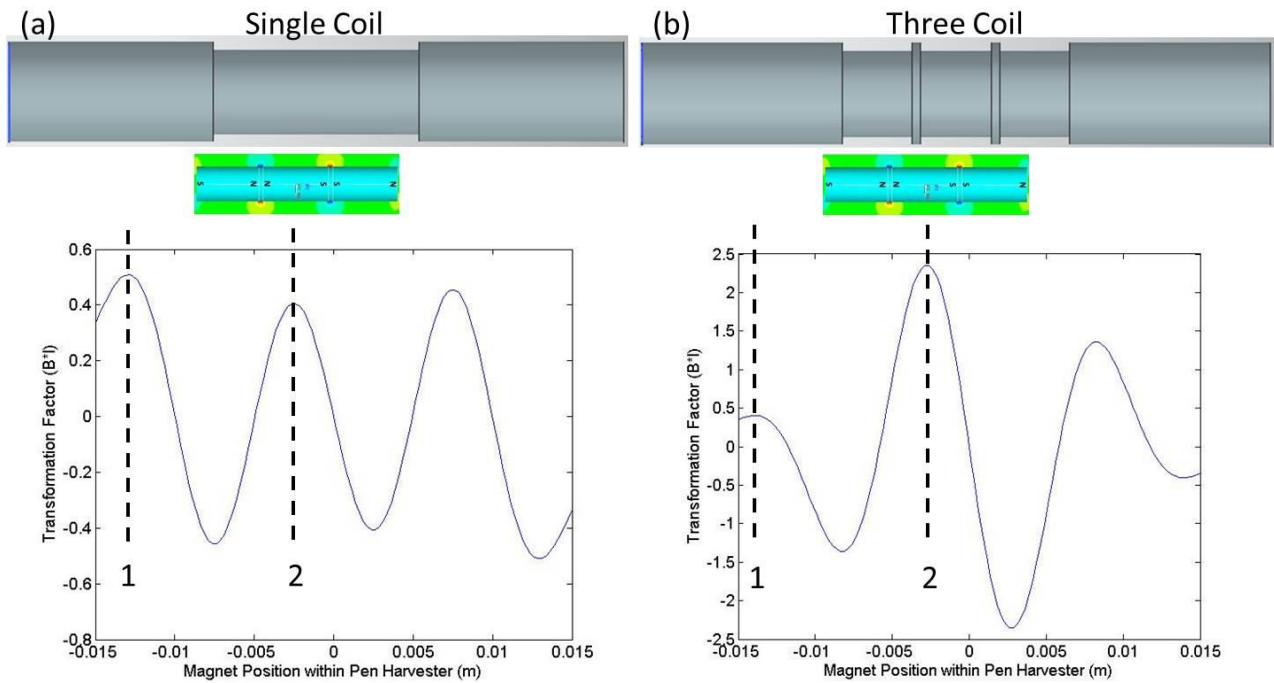 (a) Single Coil
S N N S S N
0.6
0.4
0.2
0
-0.2
-0.4
-0.6
-0.8
Transformation Factor (B*l)
1
2
-0.015 -0.01 -0.005 0 0.005 0.01 0.015
Magnet Position within Pen Harvester (m)
(b) Three Coil
S N N S S N
2.5
2
1.5
1
0.5
0
-0.5
-1
-1.5
-2
-2.5
Transformation Factor (B*l)
1
2
-0.015 -0.01 -0.005 0 0.005 0.01 0.015
Magnet Position within Pen Harvester (m)